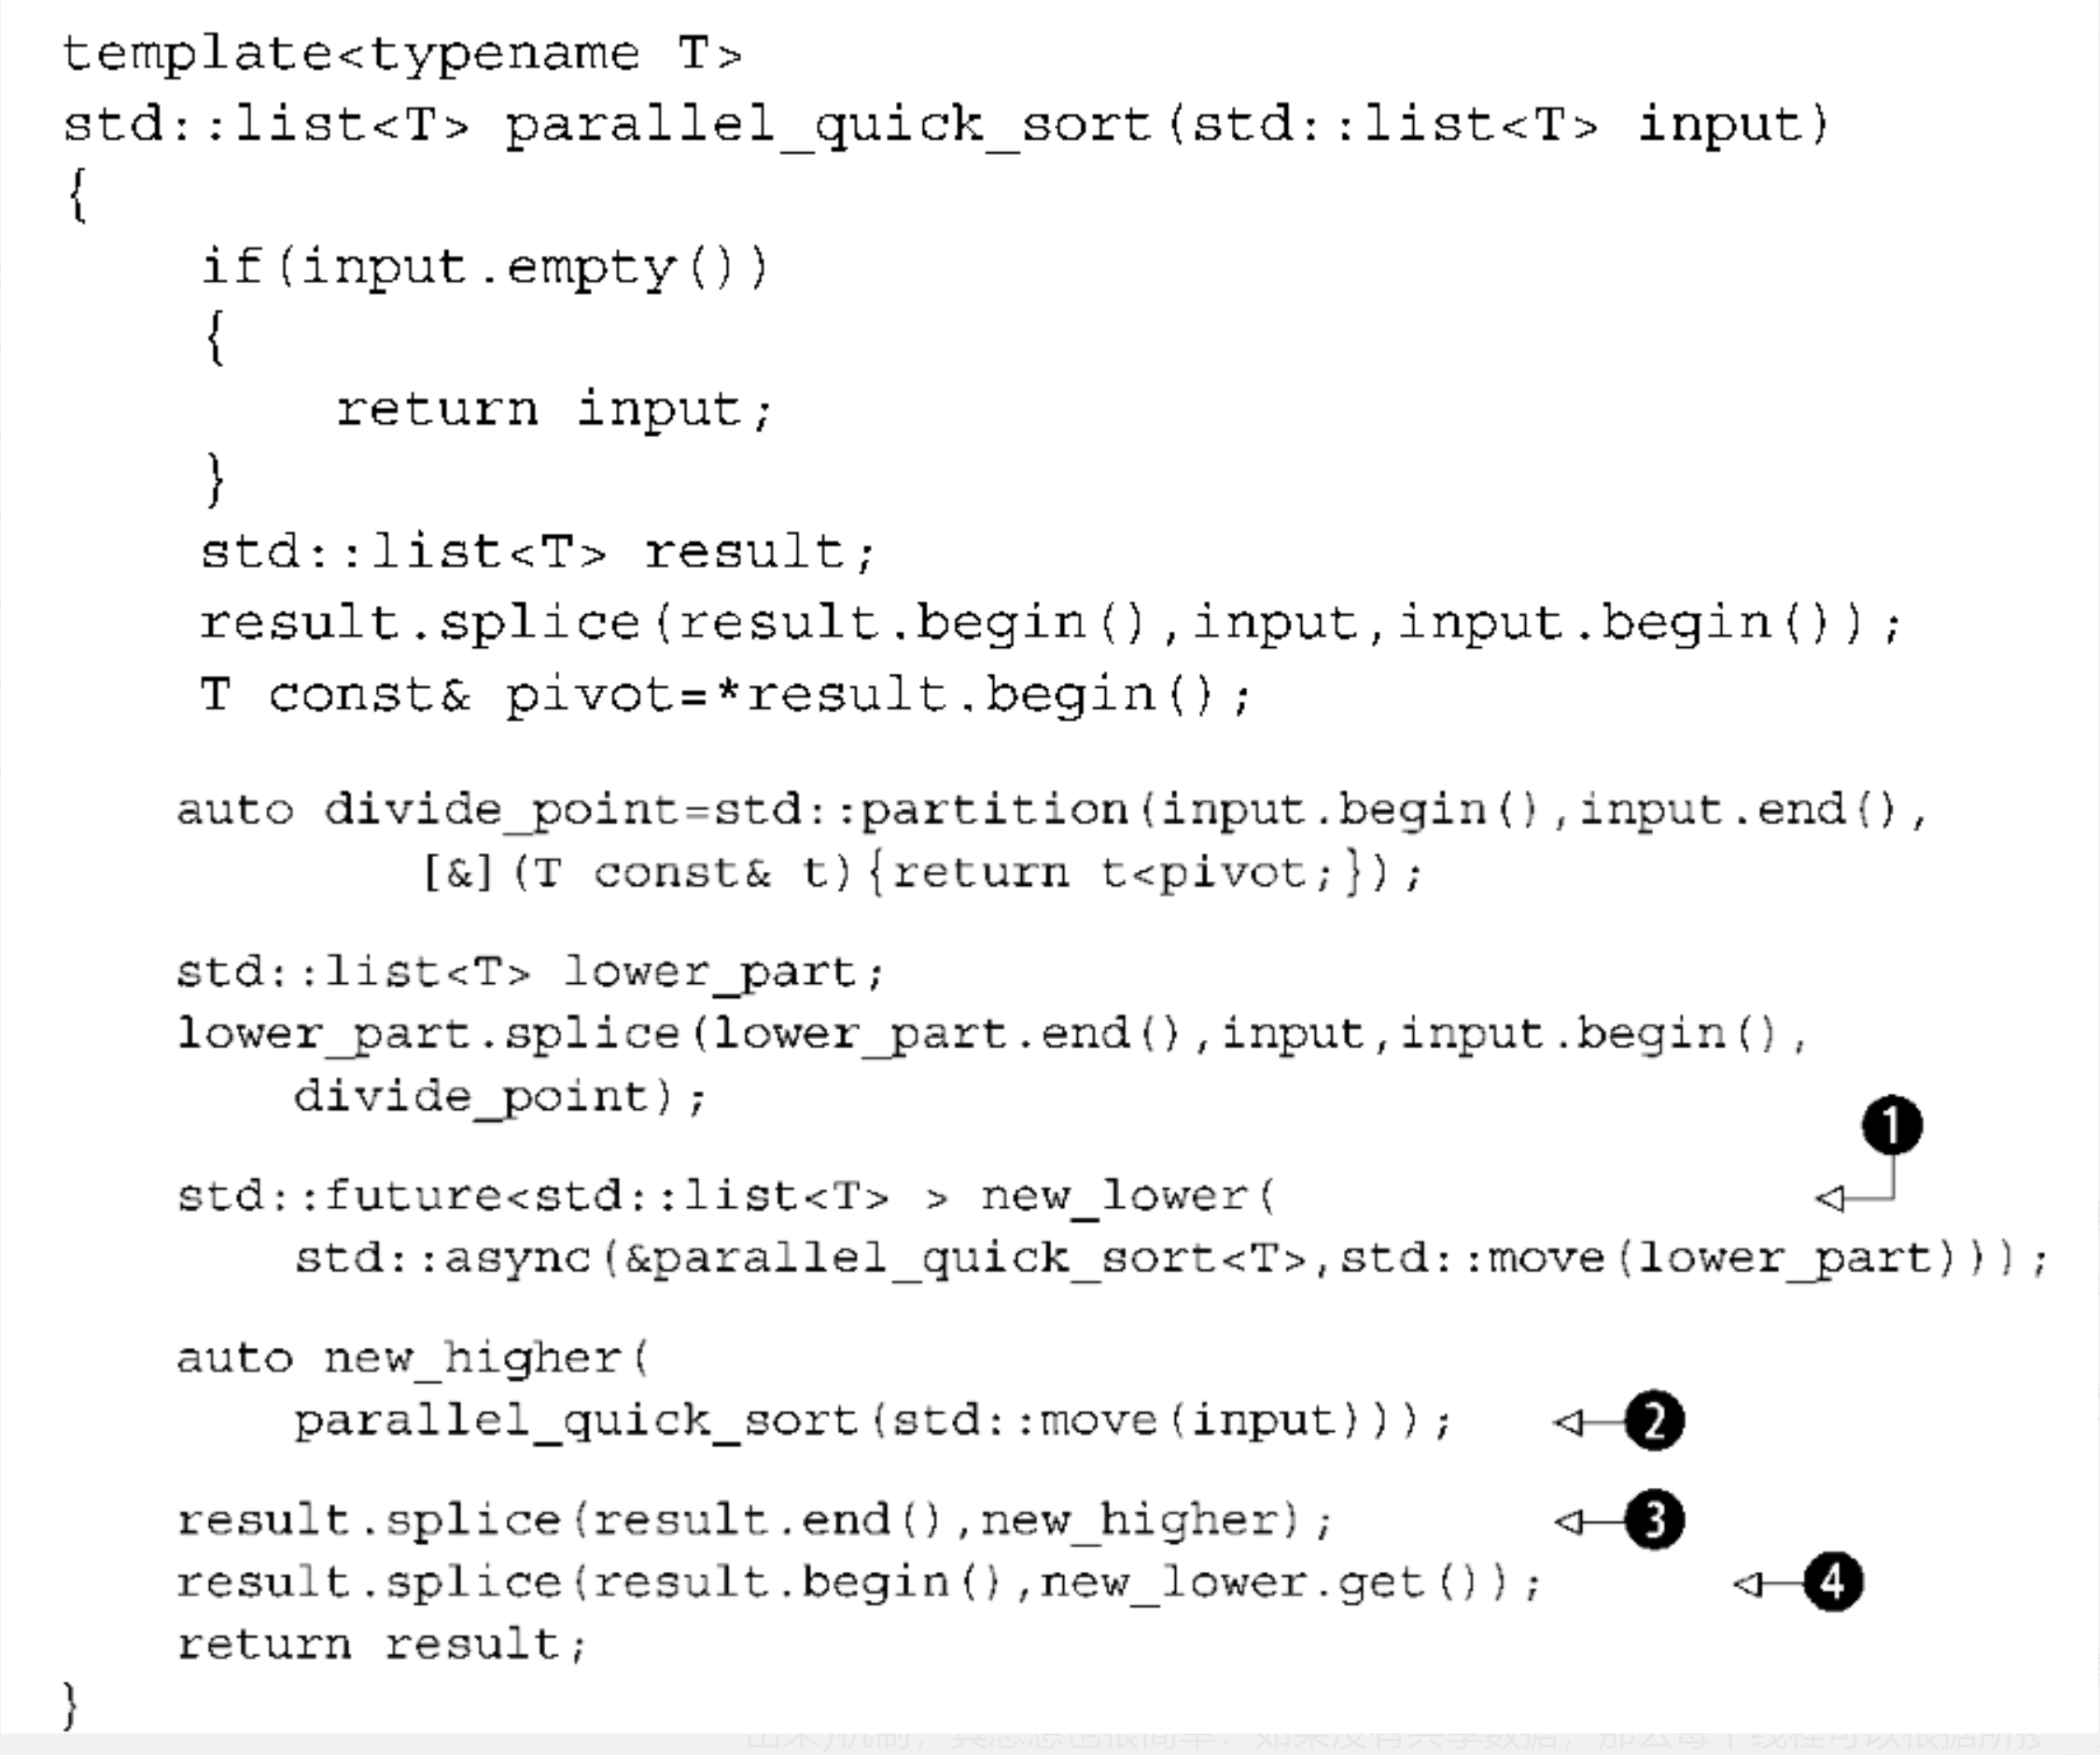 template<typename T>
std::list<T> parallel_quick_sort(std::list<T> input)
{
    if(input.empty())
    {
        return input;
    }
    std::list<T> result;
    result.splice(result.begin(),input,input.begin());
    T const& pivot=*result.begin();
    auto divide_point=std::partition(input.begin(),input.end(),
            [&](T const& t){return t<pivot;});
    std::list<T> lower_part;
    lower_part.splice(lower_part.end(),input,input.begin(),
        divide_point);
1
    std::future<std::list<T> > new_lower(
        std::async(&parallel_quick_sort<T>,std::move(lower_part)));
    auto new_higher(
        parallel_quick_sort(std::move(input))); 2
    result.splice(result.end(),new_higher); 3
    result.splice(result.begin(),new_lower.get()); 4
    return result;
}